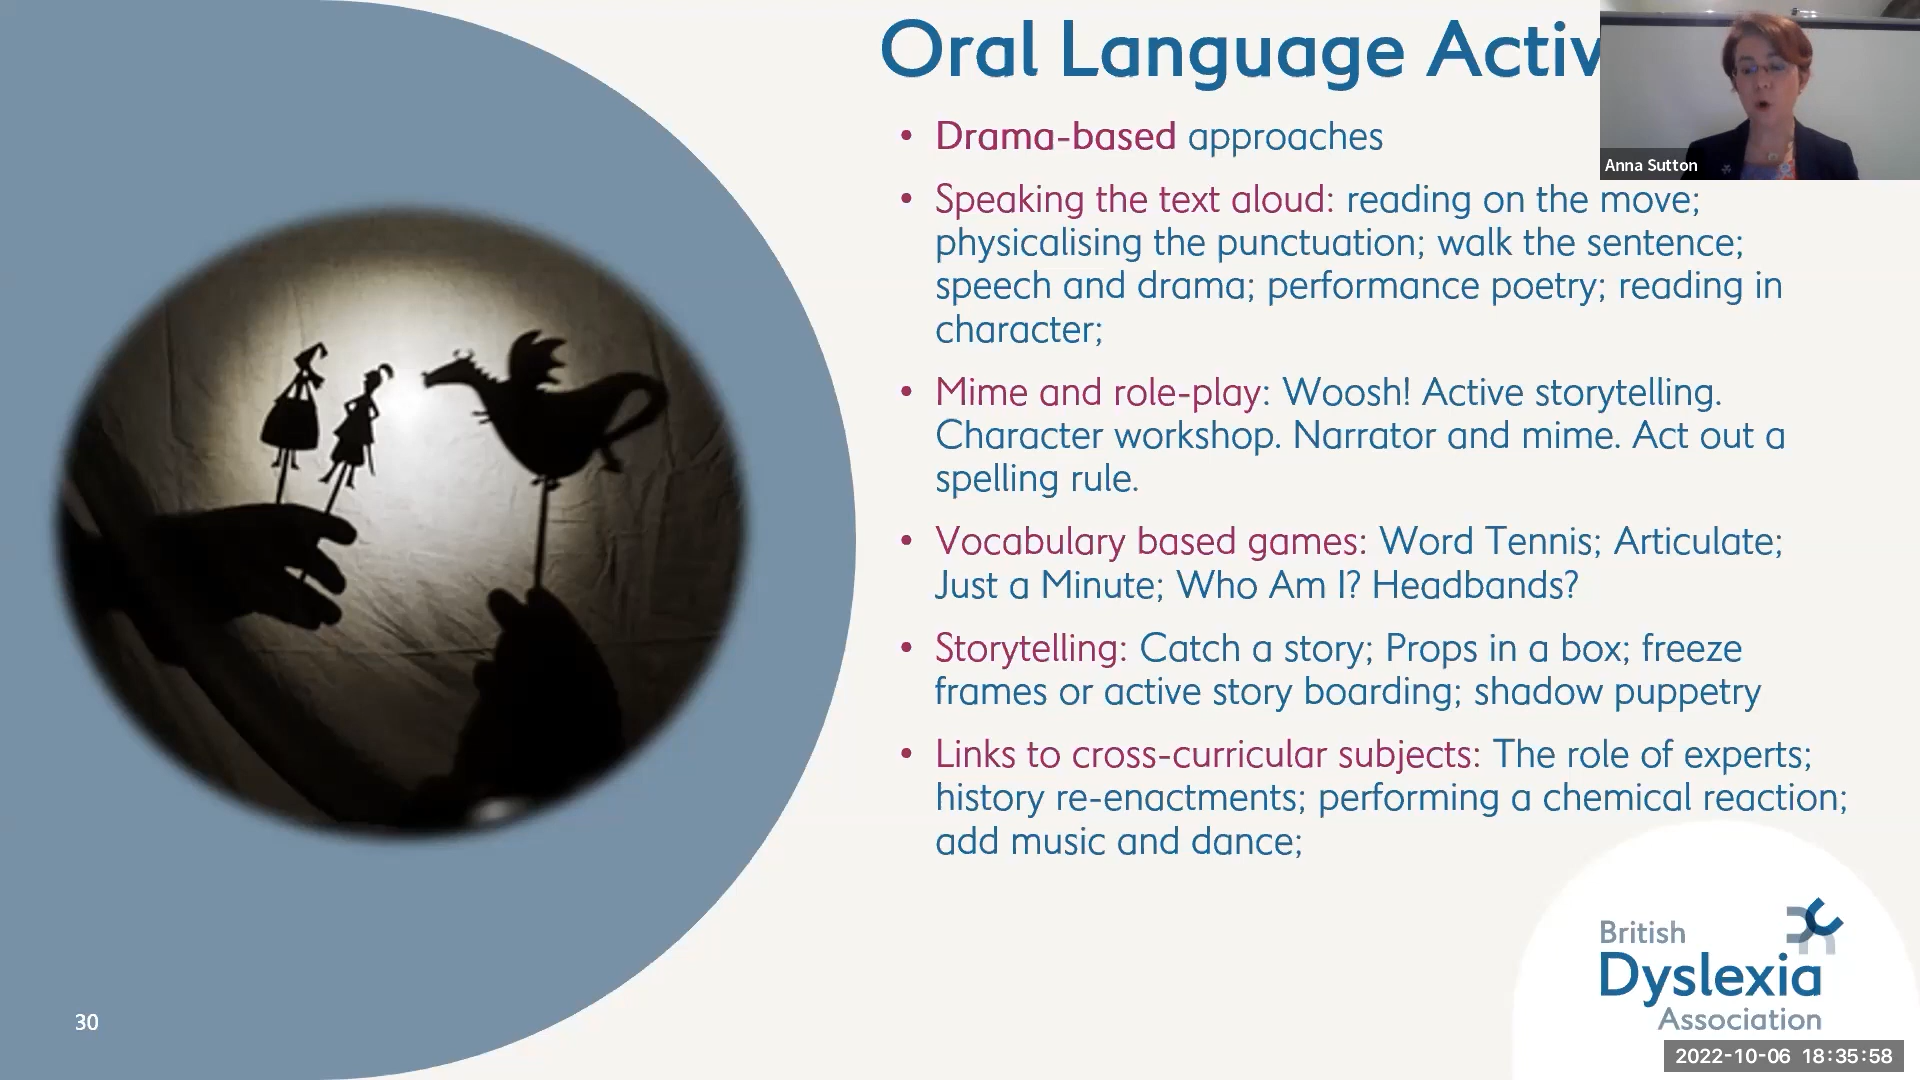 Oral Language Activ
Anna Sutton
• Drama-based approaches
• Speaking the text aloud: reading on the move;
physicalising the punctuation; walk the sentence;
speech and drama; performance poetry; reading in
character;
• Mime and role-play: Woosh! Active storytelling.
Character workshop. Narrator and mime. Act out a
spelling rule.
• Vocabulary based games: Word Tennis; Articulate;
Just a Minute; Who Am I? Headbands?
• Storytelling: Catch a story; Props in a box; freeze
frames or active story boarding; shadow puppetry
• Links to cross-curricular subjects: The role of experts;
history re-enactments; performing a chemical reaction;
add music and dance;
British
Dyslexia
Association
30
2022-10-06 18:35:58